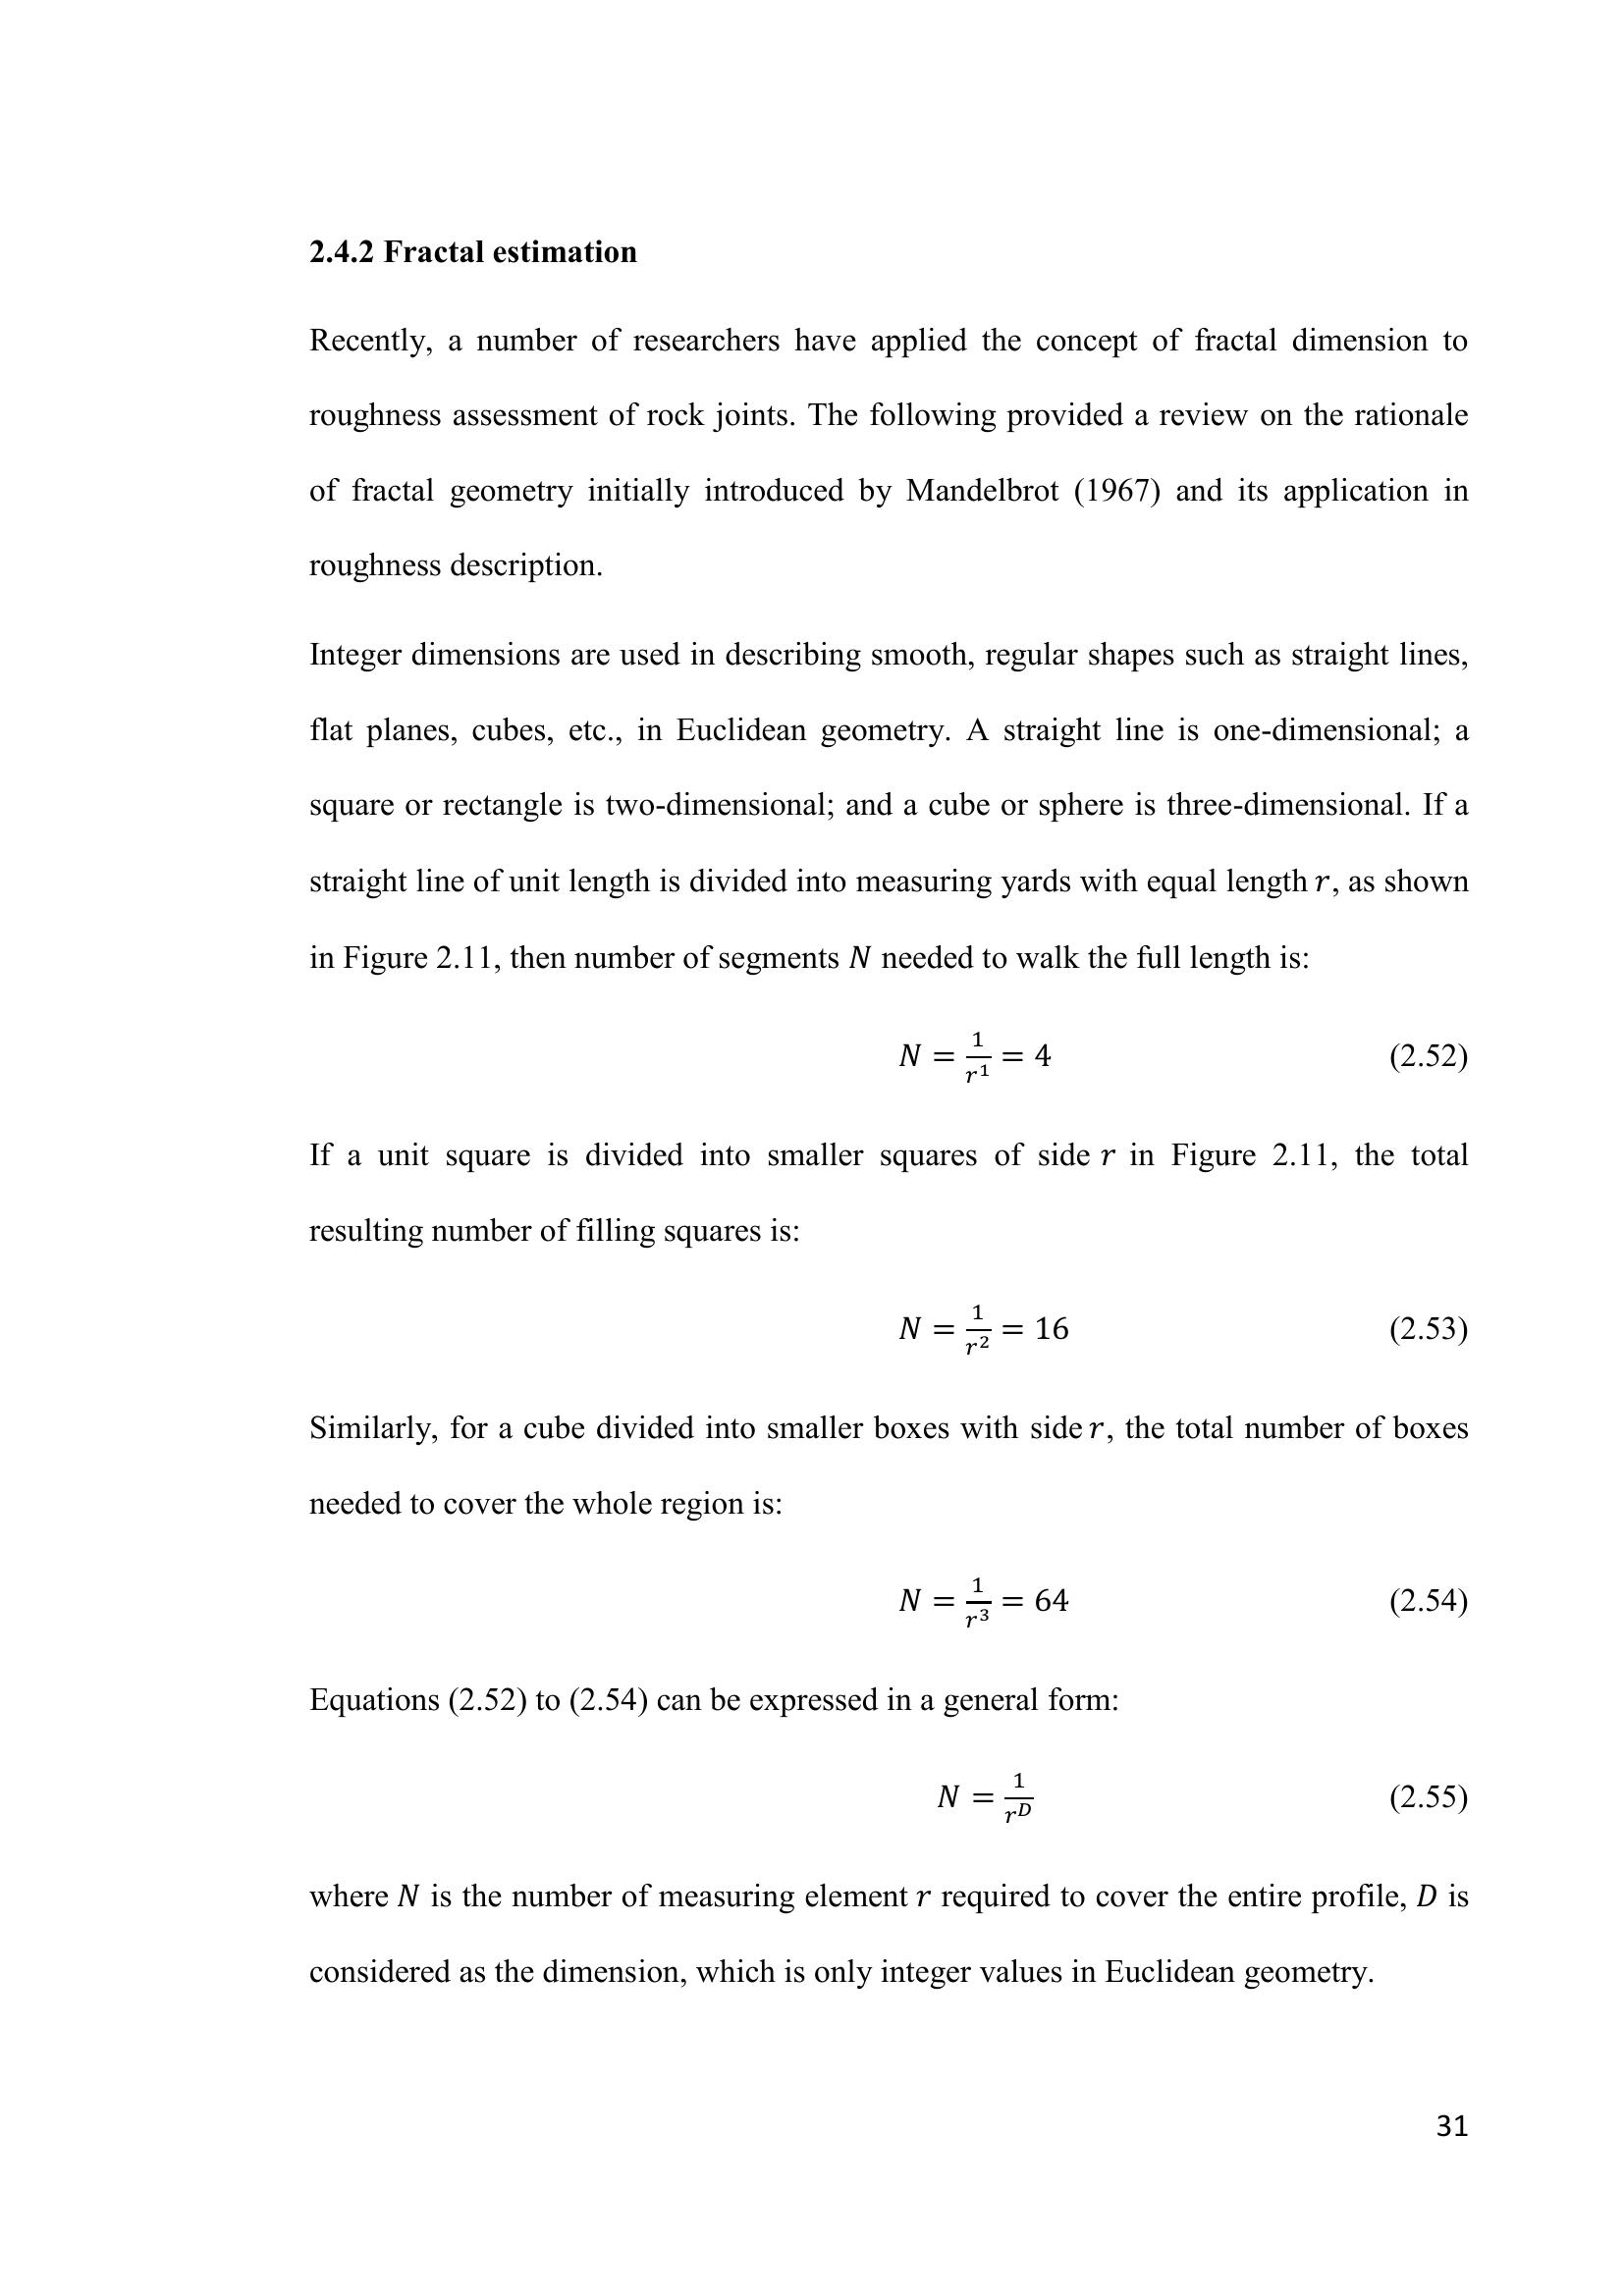 2.4.2 Fractal estimation
Recently, a number of researchers have applied the concept of fractal dimension to
roughness assessment of rock joints. The following provided a review on the rationale
of fractal geometry initially introduced by Mandelbrot (1967) and its application in
roughness description.
Integer dimensions are used in describing smooth, regular shapes such as straight lines,
flat planes, cubes, etc., in Euclidean geometry. A straight line is one-dimensional; a
square or rectangle is two-dimensional; and a cube or sphere is three-dimensional. If a
straight line of unit length is divided into measuring yards with equal length r, as shown
in Figure 2.11, then number of segments N needed to walk the full length is:
N = 1/r^1 = 4 (2.52)
If a unit square is divided into smaller squares of side r in Figure 2.11, the total
resulting number of filling squares is:
N = 1/r^2 = 16 (2.53)
Similarly, for a cube divided into smaller boxes with side r, the total number of boxes
needed to cover the whole region is:
N = 1/r^3 = 64 (2.54)
Equations (2.52) to (2.54) can be expressed in a general form:
N = 1/r^D (2.55)
where N is the number of measuring element r required to cover the entire profile, D is
considered as the dimension, which is only integer values in Euclidean geometry.
31